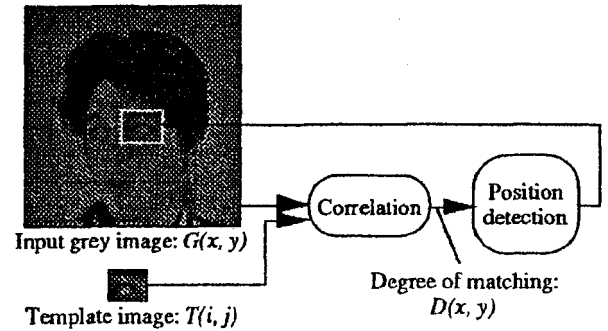 Correlation
Position
detection
Input grey image: G(x, y)
Degree of matching:
D(x, y)
Template image: T(i, j)